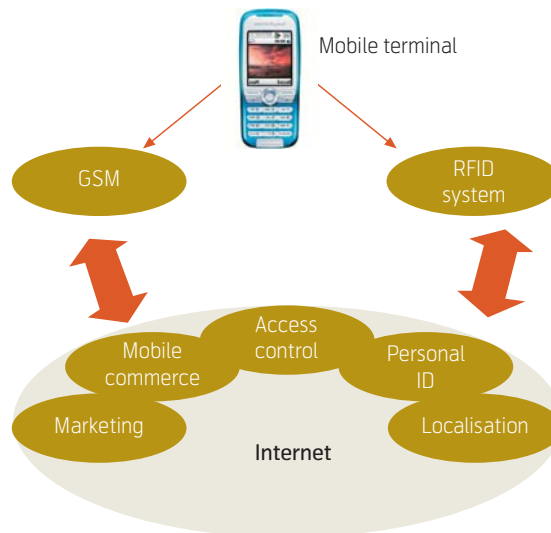 Mobile terminal
GSM
RFID
system
Access
control
Mobile
commerce
Personal
ID
Marketing
Localisation
Internet